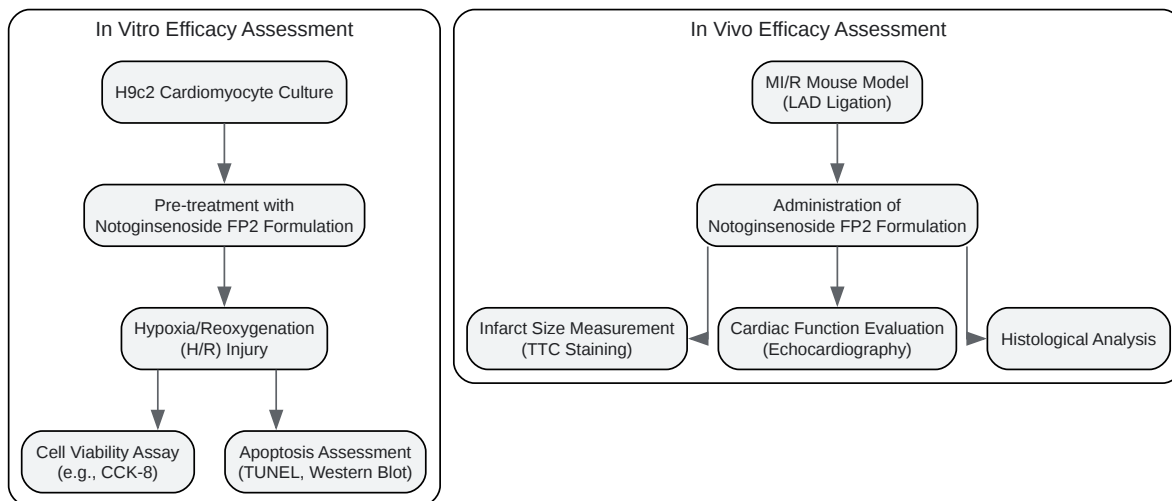 In Vitro Efficacy Assessment
H9c2 Cardiomyocyte Culture
Pre-treatment with
Notoginsenoside FP2 Formulation
Hypoxia/Reoxygenation
(H/R) Injury
Cell Viability Assay
(e.g., CCK-8)
Apoptosis Assessment
(TUNEL, Western Blot)
In Vivo Efficacy Assessment
MI/R Mouse Model
(LAD Ligation)
Administration of
Notoginsenoside FP2 Formulation
Infarct Size Measurement
(TTC Staining)
Cardiac Function Evaluation
(Echocardiography)
Histological Analysis